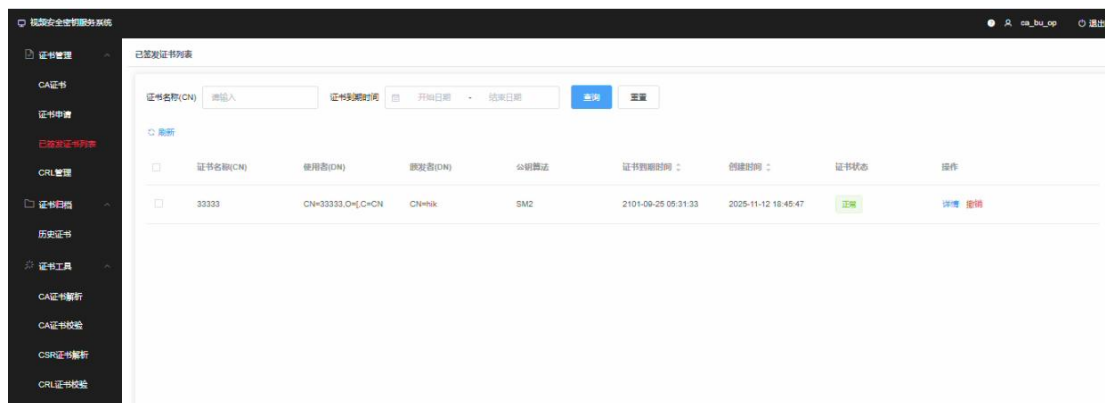 视频安全密钥服务系统
ca_bu_op 退出
证书管理
CA证书
证书申请
已签发证书列表
CRL管理
证书归档
历史证书
证书工具
CA证书解析
CA证书校验
CSR证书解析
CRL证书校验
已签发证书列表
证书名称(CN) 请输入 证书到期时间 开始日期 - 结束日期 查询 重置
刷新
证书名称(CN) 使用者(DN) 颁发者(DN) 公钥算法 证书到期时间 创建时间 证书状态 操作
33333 CN=33333,O=[,C=CN CN=hik SM2 2101-09-25 05:31:33 2025-11-12 18:45:47 正常 详情 撤销